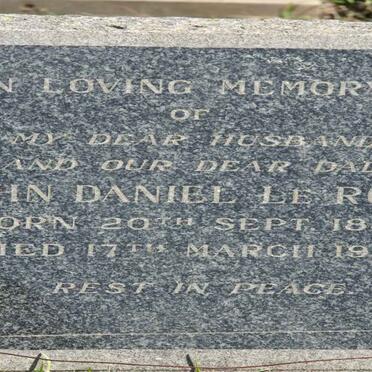 N LOVING MEMORY
OF
MY DEAR HUSBAND
AND OUR DEAR DAD
HN DANIEL LE RO
ORN 20TH SEPT. 18
IED 17TH MARCH 19
REST IN PEACE.